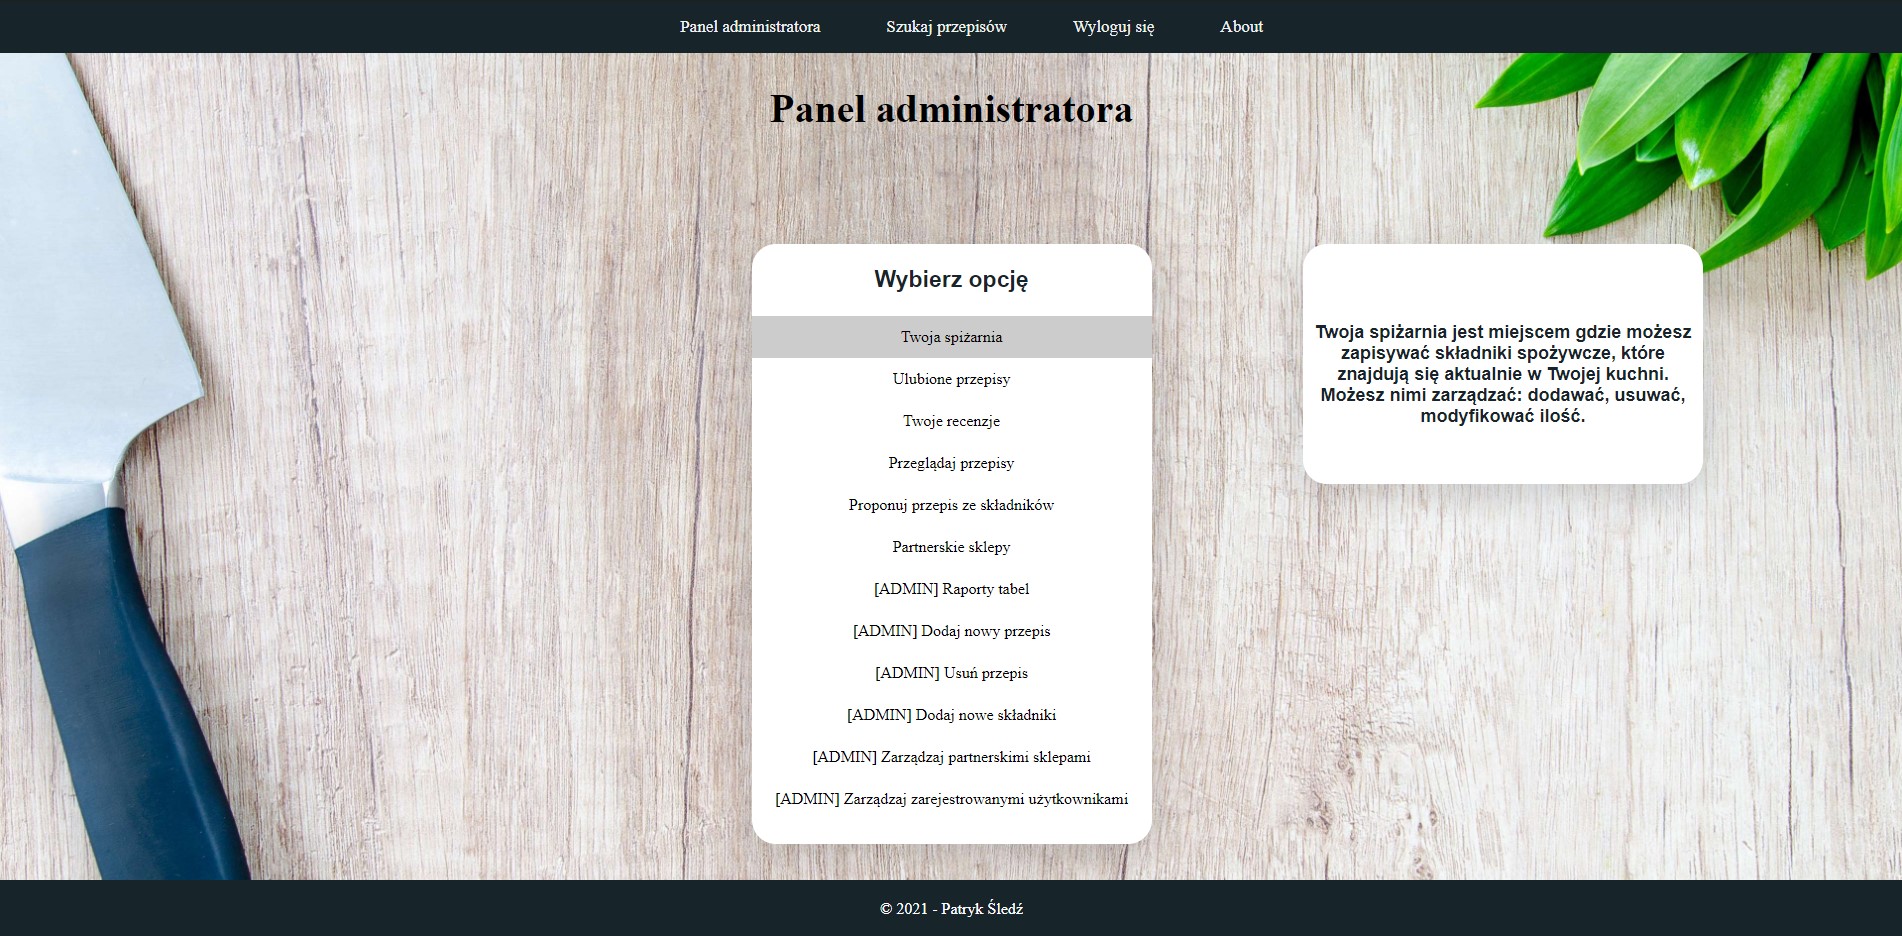 Panel administratora
Szukaj przepisów
Wyloguj się
About
Panel administratora
Wybierz opcję
Twoja spiżarnia
Ulubione przepisy
Twoje recenzje
Przeglądaj przepisy
Proponuj przepis ze składników
Partnerskie sklepy
[ADMIN] Raporty tabel
[ADMIN] Dodaj nowy przepis
[ADMIN] Usuń przepis
[ADMIN] Dodaj nowe składniki
[ADMIN] Zarządzaj partnerskimi sklepami
[ADMIN] Zarządzaj zarejestrowanymi użytkownikami
Twoja spiżarnia jest miejscem gdzie możesz
zapisywać składniki spożywcze, które
znajdują się aktualnie w Twojej kuchni.
Możesz nimi zarządzać: dodawać, usuwać,
modyfikować ilość.
© 2021 - Patryk Śledź